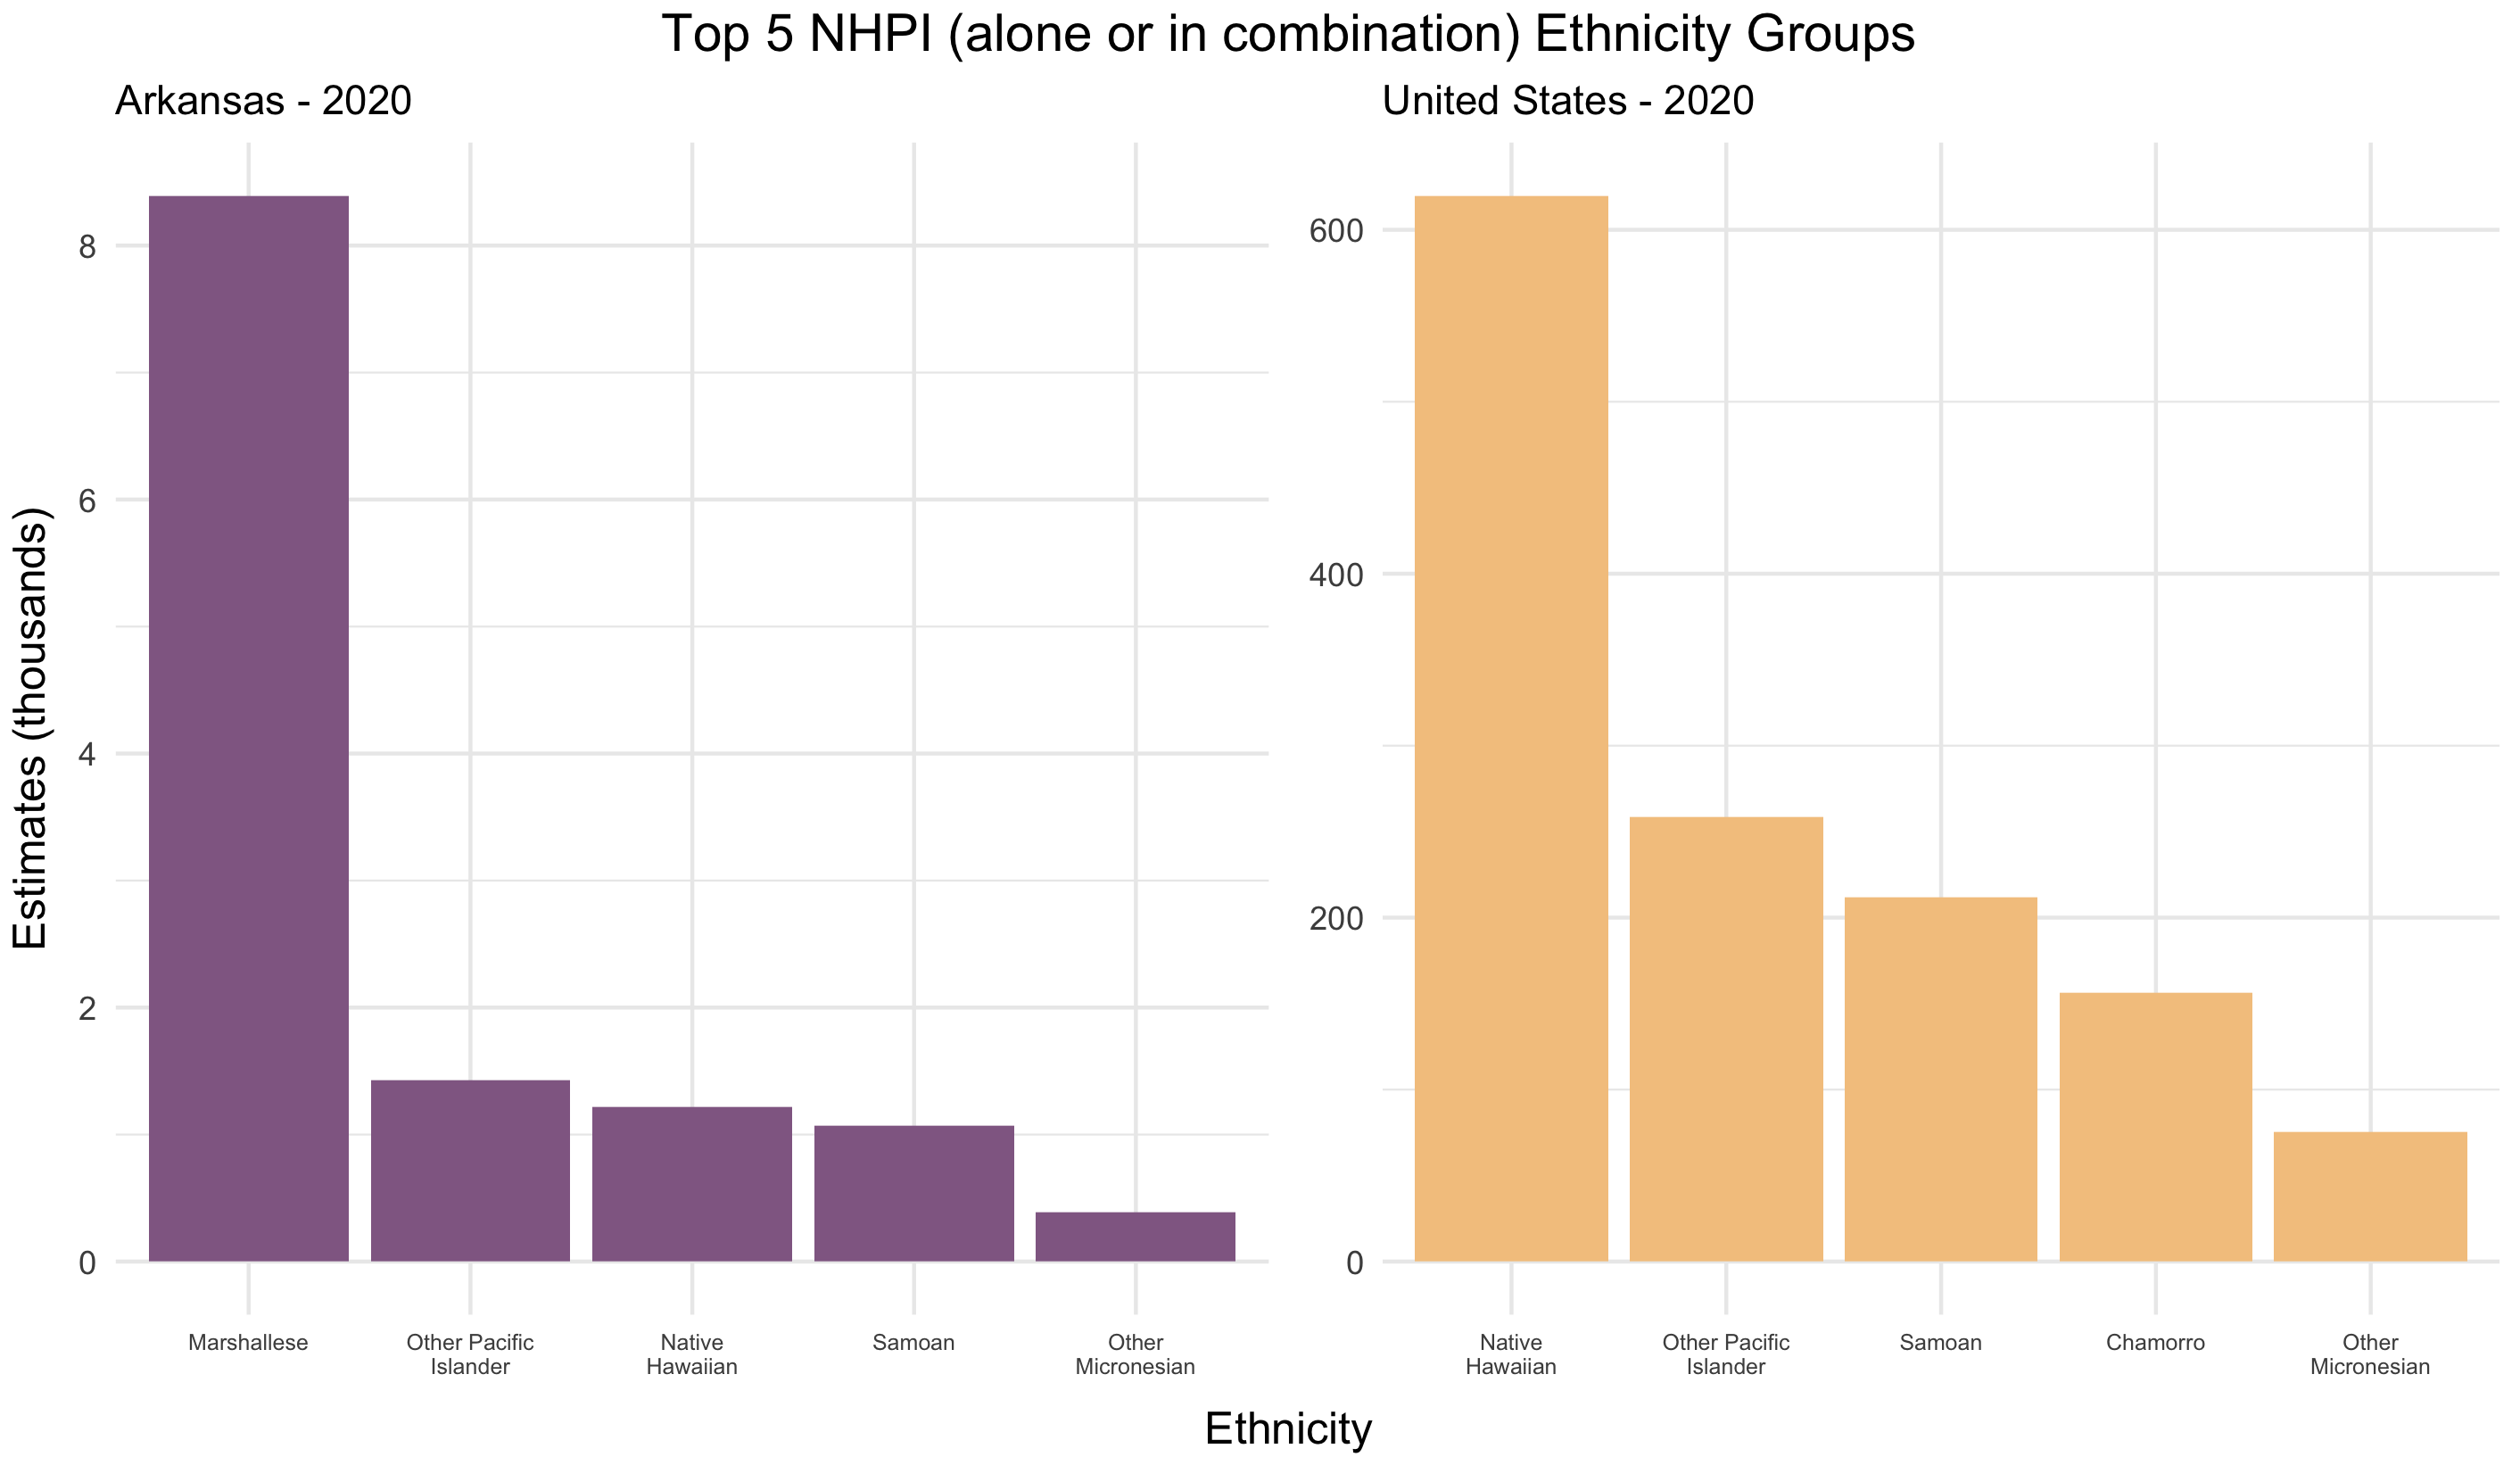 Top 5 NHPI (alone or in combination) Ethnicity Groups
Arkansas - 2020
Estimates (thousands)
8
6
4
2
0
Marshallese
Other Pacific
Islander
Native
Hawaiian
Samoan
Other
Micronesian
United States - 2020
600
400
200
0
Native
Hawaiian
Other Pacific
Islander
Samoan
Chamorro
Other
Micronesian
Ethnicity